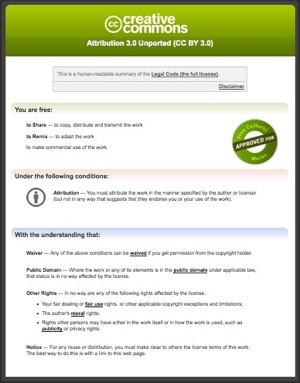 cc creative
commons
Attribution 3.0 Unported (CC BY 3.0)
This is a human-readable summary of the Legal Code (the full license).
Disclaimer
You are free:
to Share — to copy, distribute and transmit the work
to Remix — to adapt the work
to make commercial use of the work
APPROVED FOR
Works!
Under the following conditions:
Attribution — You must attribute the work in the manner specified by the author or licensor
(but not in any way that suggests that they endorse you or your use of the work).
With the understanding that:
Waiver — Any of the above conditions can be waived if you get permission from the copyright holder.
Public Domain — Where the work or any of its elements is in the public domain under applicable law,
that status is in no way affected by the license.
Other Rights — In no way are any of the following rights affected by the license:
• Your fair dealing or fair use rights, or other applicable copyright exceptions and limitations;
• The author's moral rights;
• Rights other persons may have either in the work itself or in how the work is used, such as
publicity or privacy rights.
Notice — For any reuse or distribution, you must make clear to others the license terms of this work.
The best way to do this is with a link to this web page.